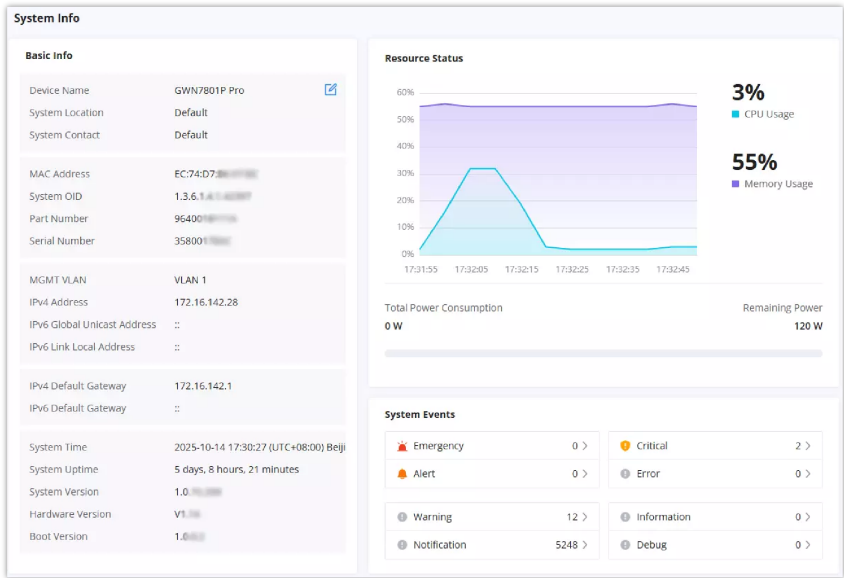 System Info
Basic Info
Device Name GWN7801P Pro
System Location Default
System Contact Default
MAC Address EC:74:D7:
System OID 1.3.6.1.
Part Number 96400
Serial Number 358001
MGMT VLAN VLAN 1
IPv4 Address 172.16.142.28
IPv6 Global Unicast Address ::
IPv6 Link Local Address ::
IPv4 Default Gateway 172.16.142.1
IPv6 Default Gateway ::
System Time 2025-10-14 17:30:27 (UTC+08:00) Beiji
System Uptime 5 days, 8 hours, 21 minutes
System Version 1.0.
Hardware Version V1.
Boot Version 1.0
Resource Status
60%
50%
40%
30%
20%
10%
0%
17:31:55 17:32:05 17:32:15 17:32:25 17:32:35 17:32:45
3%
CPU Usage
55%
Memory Usage
Total Power Consumption Remaining Power
0 W 120 W
System Events
Emergency 0 > Critical 2 >
Alert 0 > Error 0 >
Warning 12 > Information 0 >
Notification 5248 > Debug 0 >